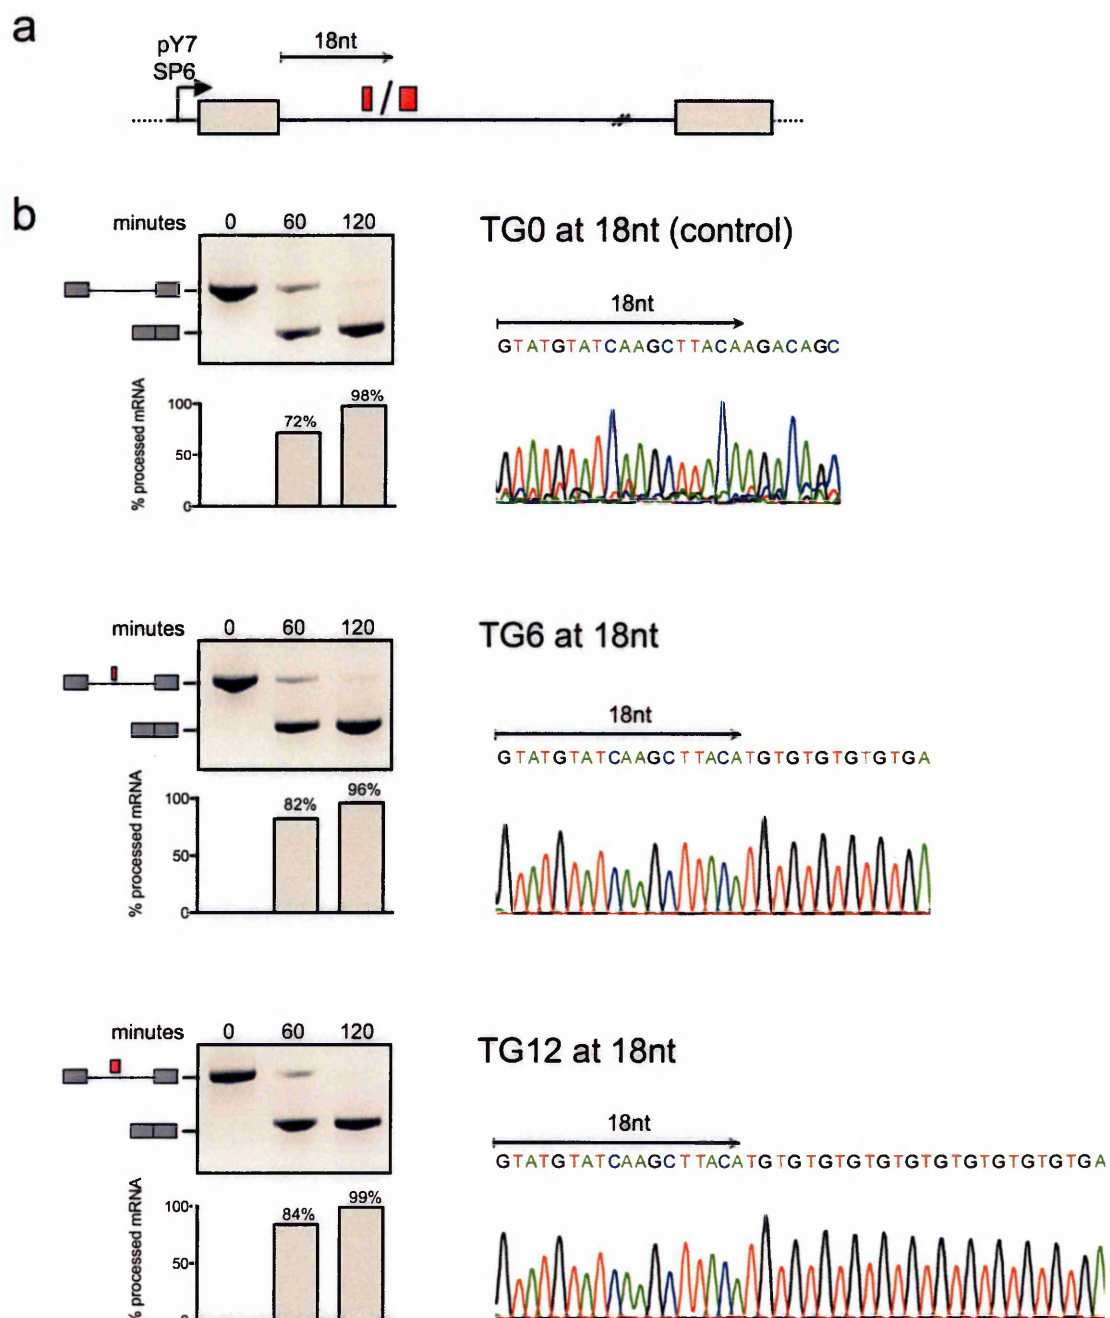 a
pY7
SP6
18nt
/
b
minutes 0 60 120
TG0 at 18nt (control)
18nt
GTATGTATCAAGCTTACAAGACAGC
% processed mRNA
100
50
0
72%
98%
minutes 0 60 120
TG6 at 18nt
18nt
GTATGTATCAAGCTTACATGTGTGTGTGTGA
% processed mRNA
100
50
0
82%
96%
minutes 0 60 120
TG12 at 18nt
18nt
GTATGTATCAAGCTTACATGTGTGTGTGTGTGTGTGTGTGTGA
% processed mRNA
100
50
84%
99%